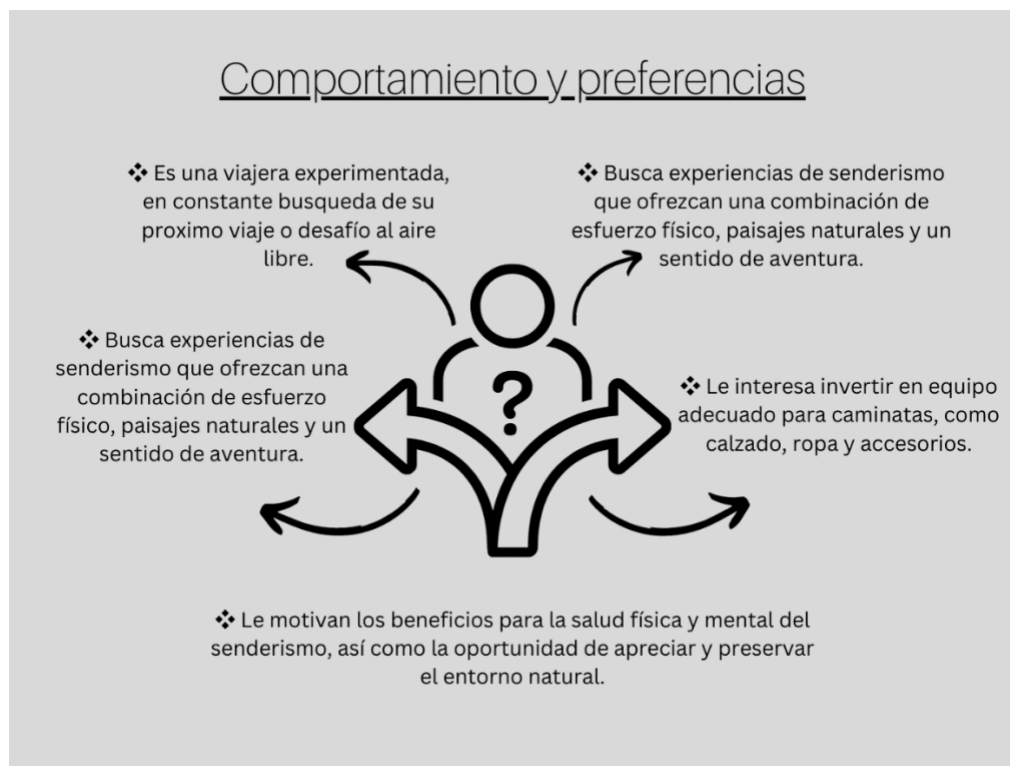 Comportamiento y preferencias
❖ Es una viajera experimentada,
en constante busqueda de su
proximo viaje o desafío al aire
libre.
❖ Busca experiencias de senderismo
que ofrezcan una combinación de
esfuerzo físico, paisajes naturales y un
sentido de aventura.
❖ Busca experiencias de
senderismo que ofrezcan una
combinación de esfuerzo
físico, paisajes naturales y un
sentido de aventura.
?
❖ Le interesa invertir en equipo
adecuado para caminatas, como
calzado, ropa y accesorios.
❖ Le motivan los beneficios para la salud física y mental del
senderismo, así como la oportunidad de apreciar y preservar
el entorno natural.